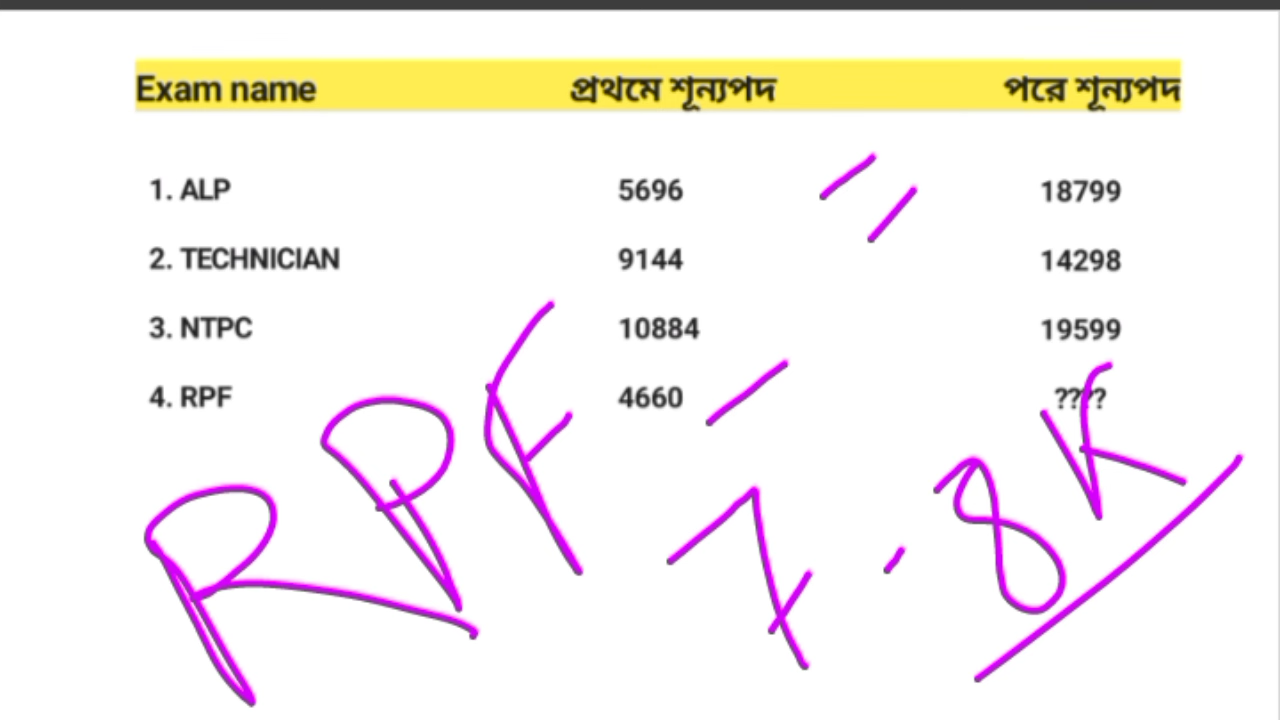 Exam name প্রথমে শূন্যপদ পরে শূন্যপদ
1. ALP 5696 18799
2. TECHNICIAN 9144 14298
3. NTPC 10884 19599
4. RPF 4660 ????
RPF 7-8K